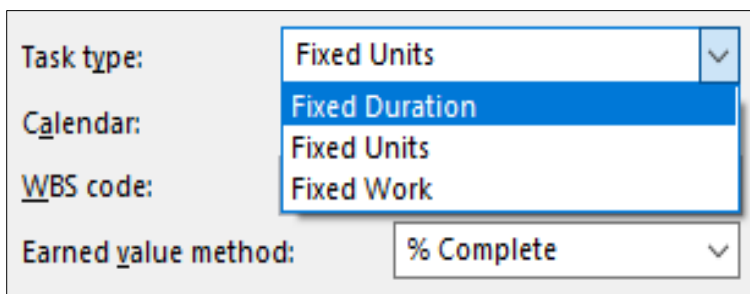 Task type: Fixed Units
Fixed Duration
Calendar:
Fixed Units
WBS code: Fixed Work
Earned value method: % Complete